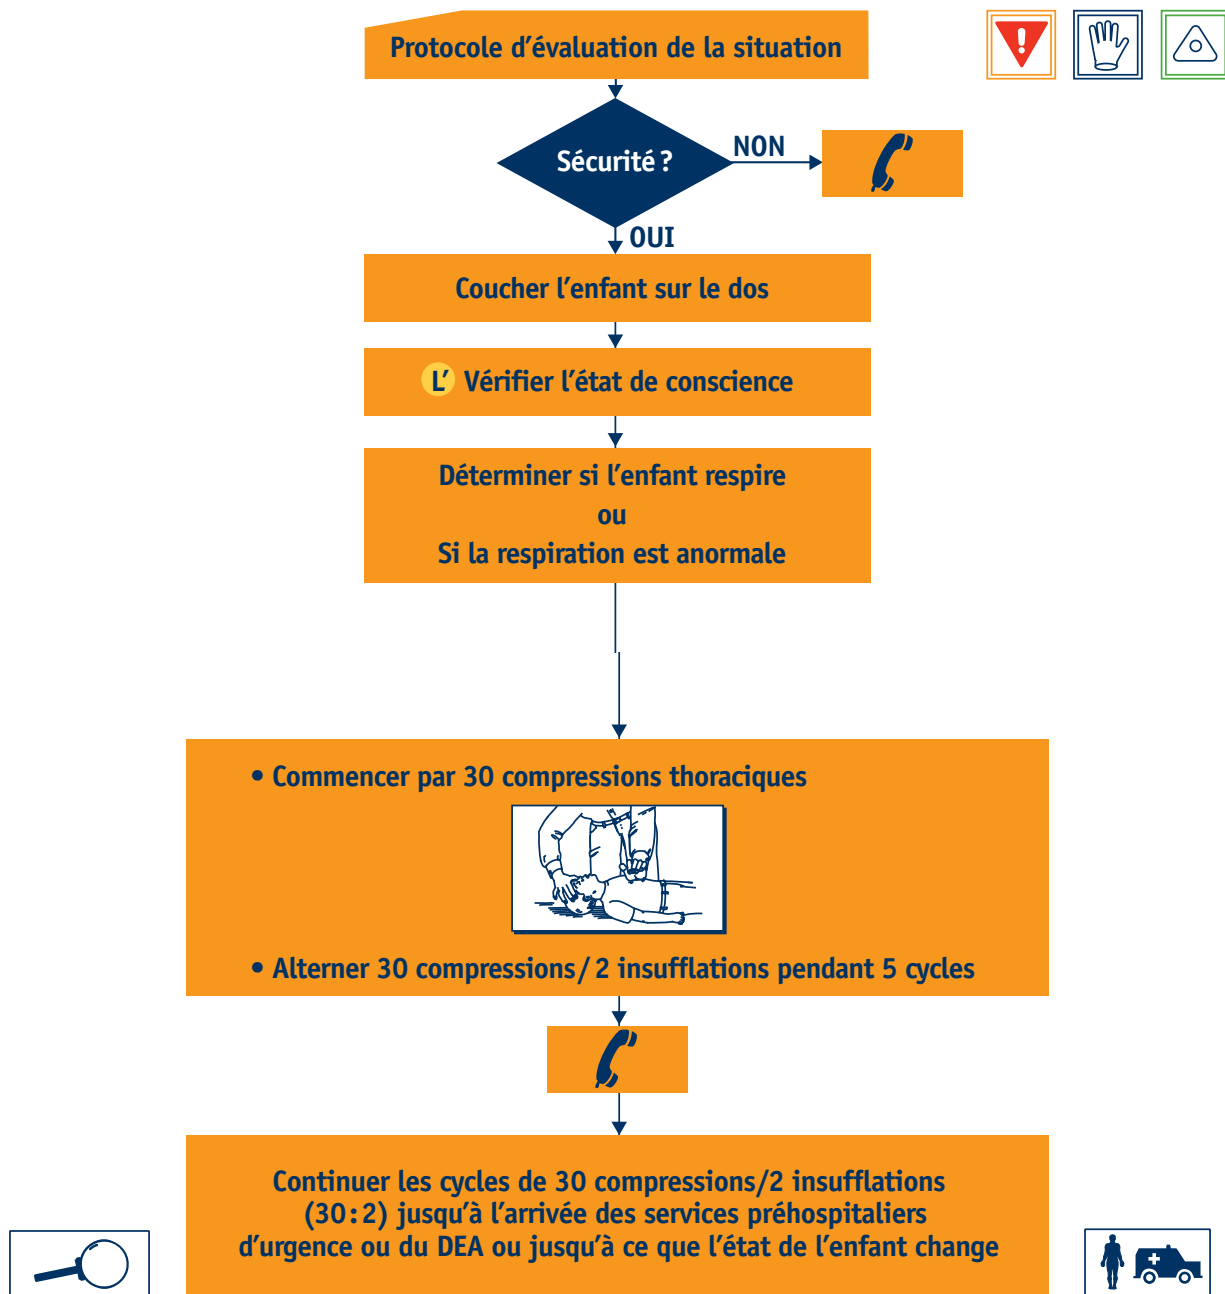 Protocole d’évaluation de la situation
!
Sécurité ?
NON
OUI
Coucher l’enfant sur le dos
L’ Vérifier l’état de conscience
Déterminer si l’enfant respire
ou
Si la respiration est anormale
• Commencer par 30 compressions thoraciques
• Alterner 30 compressions/2 insufflations pendant 5 cycles
Continuer les cycles de 30 compressions/2 insufflations
(30:2) jusqu’à l’arrivée des services préhospitaliers
d’urgence ou du DEA ou jusqu’à ce que l’état de l’enfant change